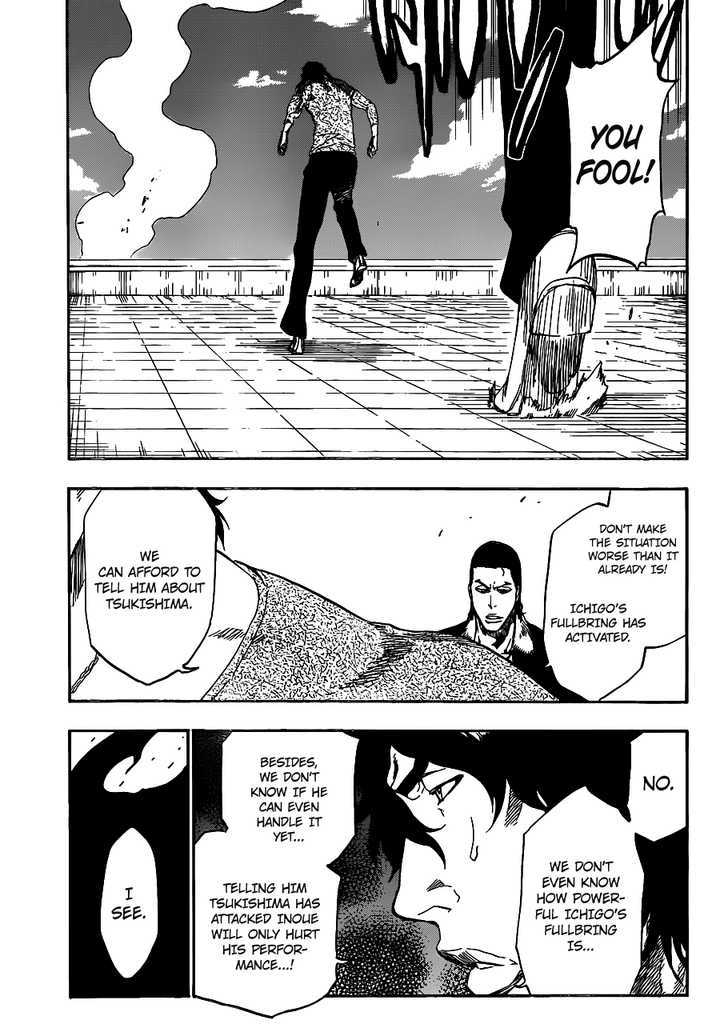 YOU
FOOL!
DON'T MAKE
THE SITUATION
WORSE THAN IT
ALREADY IS!
ICHIGO'S
FULLBRING HAS
ACTIVATED.
WE
CAN AFFORD TO
TELL HIM ABOUT
TSUKISHIMA.
NO.
WE DON'T
EVEN KNOW
HOW POWER-
FUL ICHIGO'S
FULLBRING
IS...
BESIDES,
WE DON'T
KNOW IF HE
CAN EVEN
HANDLE IT
YET...
TELLING HIM
TSUKISHIMA HAS
ATTACKED INOUE
WILL ONLY HURT
HIS PERFOR-
MANCE...!
I
SEE.